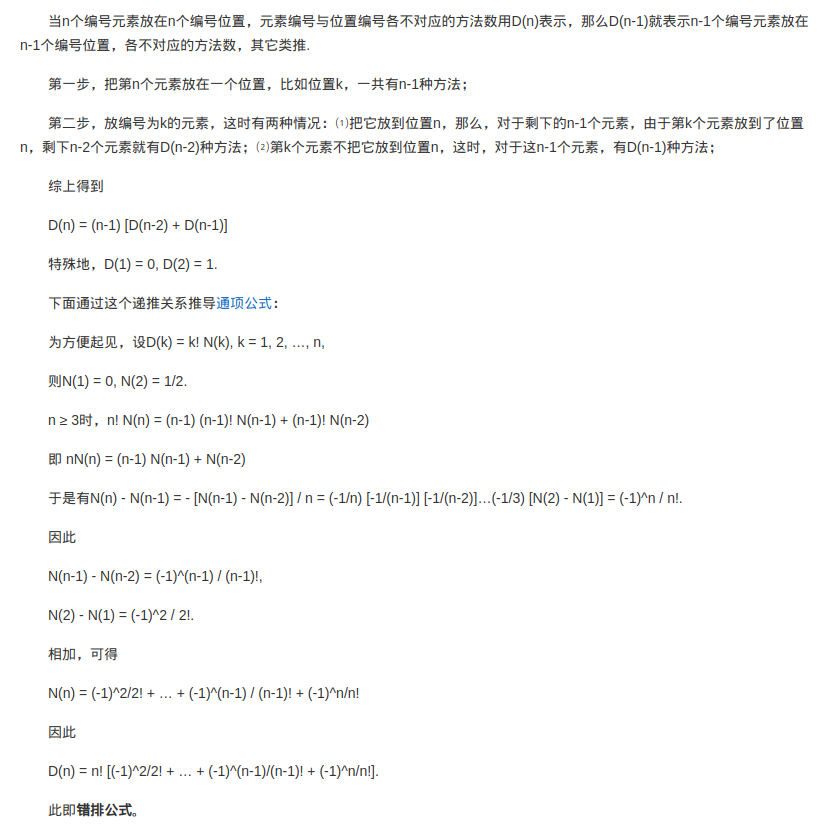 当n个编号元素放在n个编号位置，元素编号与位置编号各不对应的方法数用D(n)表示，那么D(n-1)就表示n-1个编号元素放在
n-1个编号位置，各不对应的方法数，其它类推.
第一步，把第n个元素放在一个位置，比如位置k，一共有n-1种方法；
第二步，放编号为k的元素，这时有两种情况：⑴把它放到位置n，那么，对于剩下的n-1个元素，由于第k个元素放到了位置
n，剩下n-2个元素就有D(n-2)种方法；⑵第k个元素不把它放到位置n，这时，对于这n-1个元素，有D(n-1)种方法；
综上得到
D(n) = (n-1) [D(n-2) + D(n-1)]
特殊地，D(1) = 0, D(2) = 1.
下面通过这个递推关系推导通项公式：
为方便起见，设D(k) = k! N(k), k = 1, 2, …, n,
则N(1) = 0, N(2) = 1/2.
n ≥ 3时，n! N(n) = (n-1) (n-1)! N(n-1) + (n-1)! N(n-2)
即 nN(n) = (n-1) N(n-1) + N(n-2)
于是有N(n) - N(n-1) = - [N(n-1) - N(n-2)] / n = (-1/n) [-1/(n-1)] [-1/(n-2)]…(-1/3) [N(2) - N(1)] = (-1)^n / n!.
因此
N(n-1) - N(n-2) = (-1)^(n-1) / (n-1)!,
N(2) - N(1) = (-1)^2 / 2!.
相加，可得
N(n) = (-1)^2/2! + … + (-1)^(n-1) / (n-1)! + (-1)^n/n!
因此
D(n) = n! [(-1)^2/2! + … + (-1)^(n-1)/(n-1)! + (-1)^n/n!].
此即错排公式。